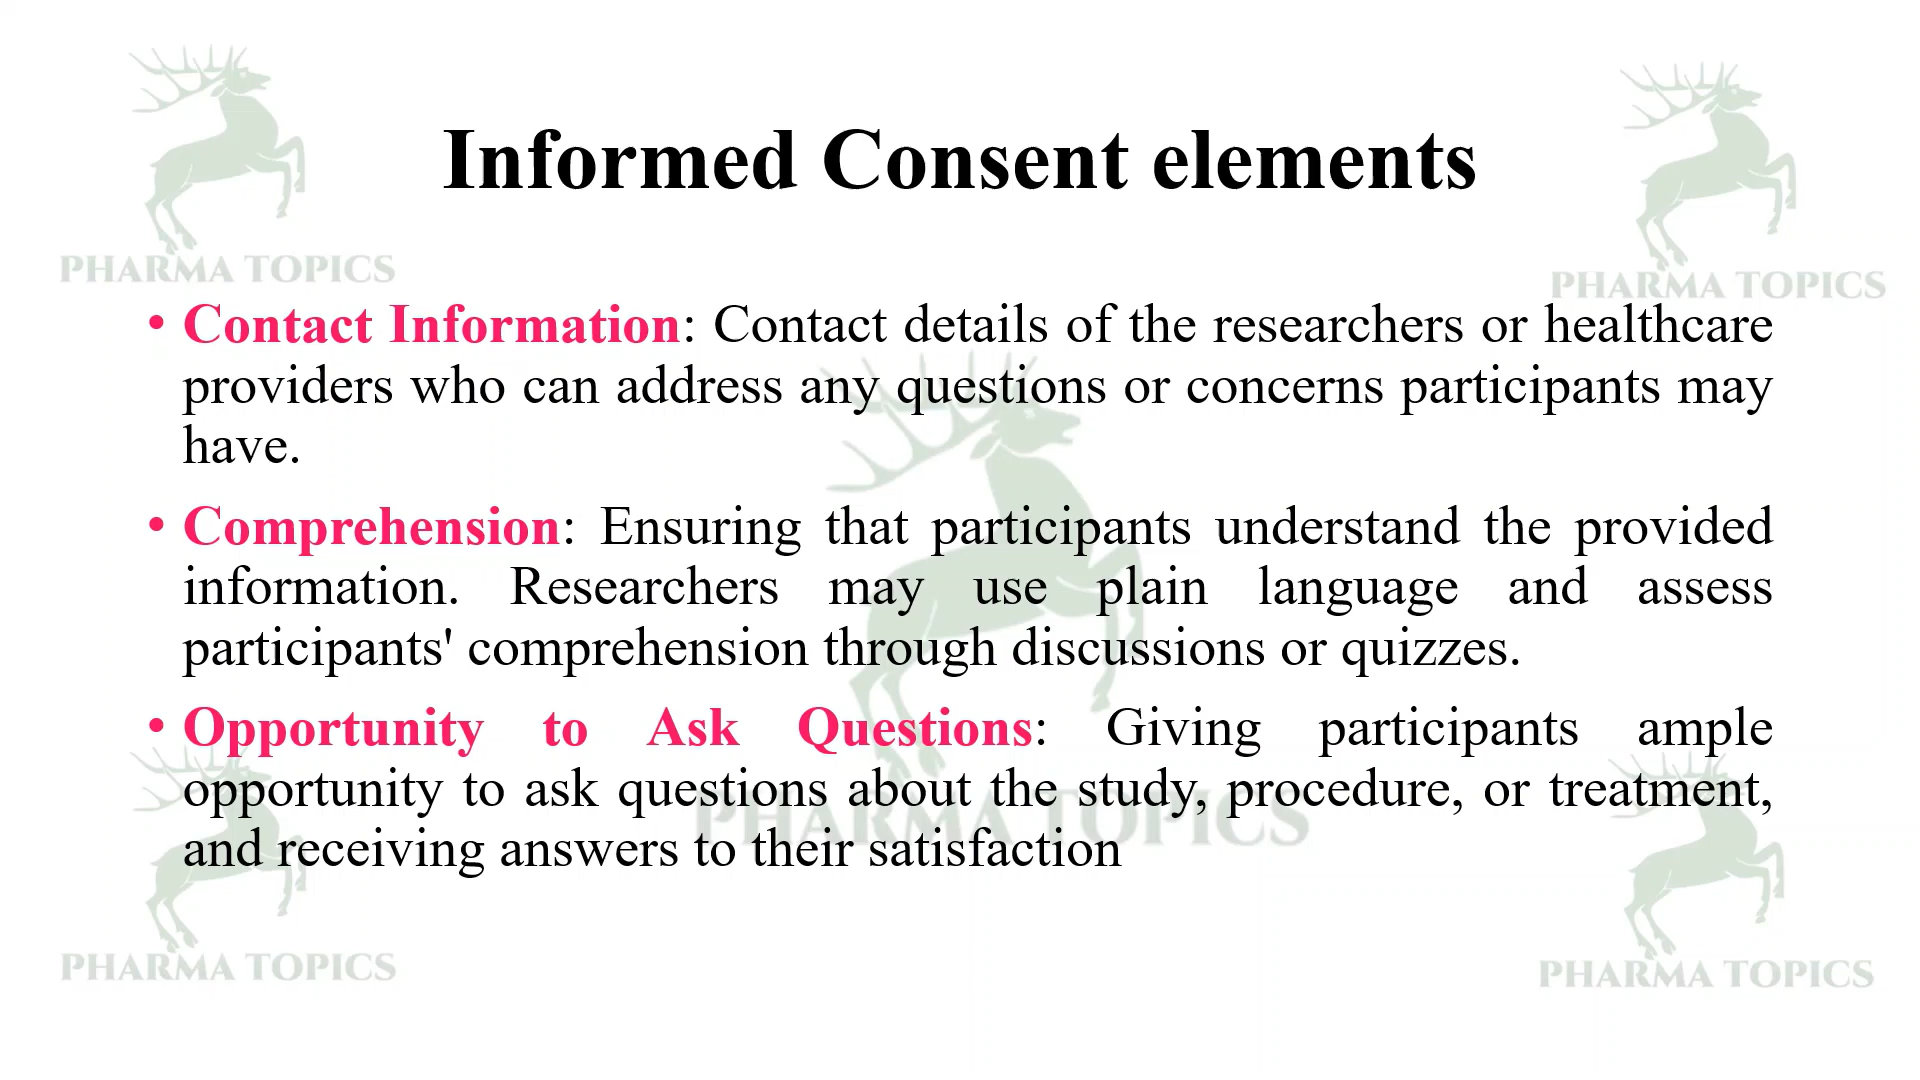 PHARMA TOPICS
PHARMA TOPICS
Informed Consent elements
• Contact Information: Contact details of the researchers or healthcare
providers who can address any questions or concerns participants may
have.
• Comprehension: Ensuring that participants understand the provided
information. Researchers may use plain language and assess
participants' comprehension through discussions or quizzes.
• Opportunity to Ask Questions: Giving participants ample
opportunity to ask questions about the study, procedure, or treatment,
and receiving answers to their satisfaction
PHARMA TOPICS
PHARMA TOPICS
PHARMA TOPICS